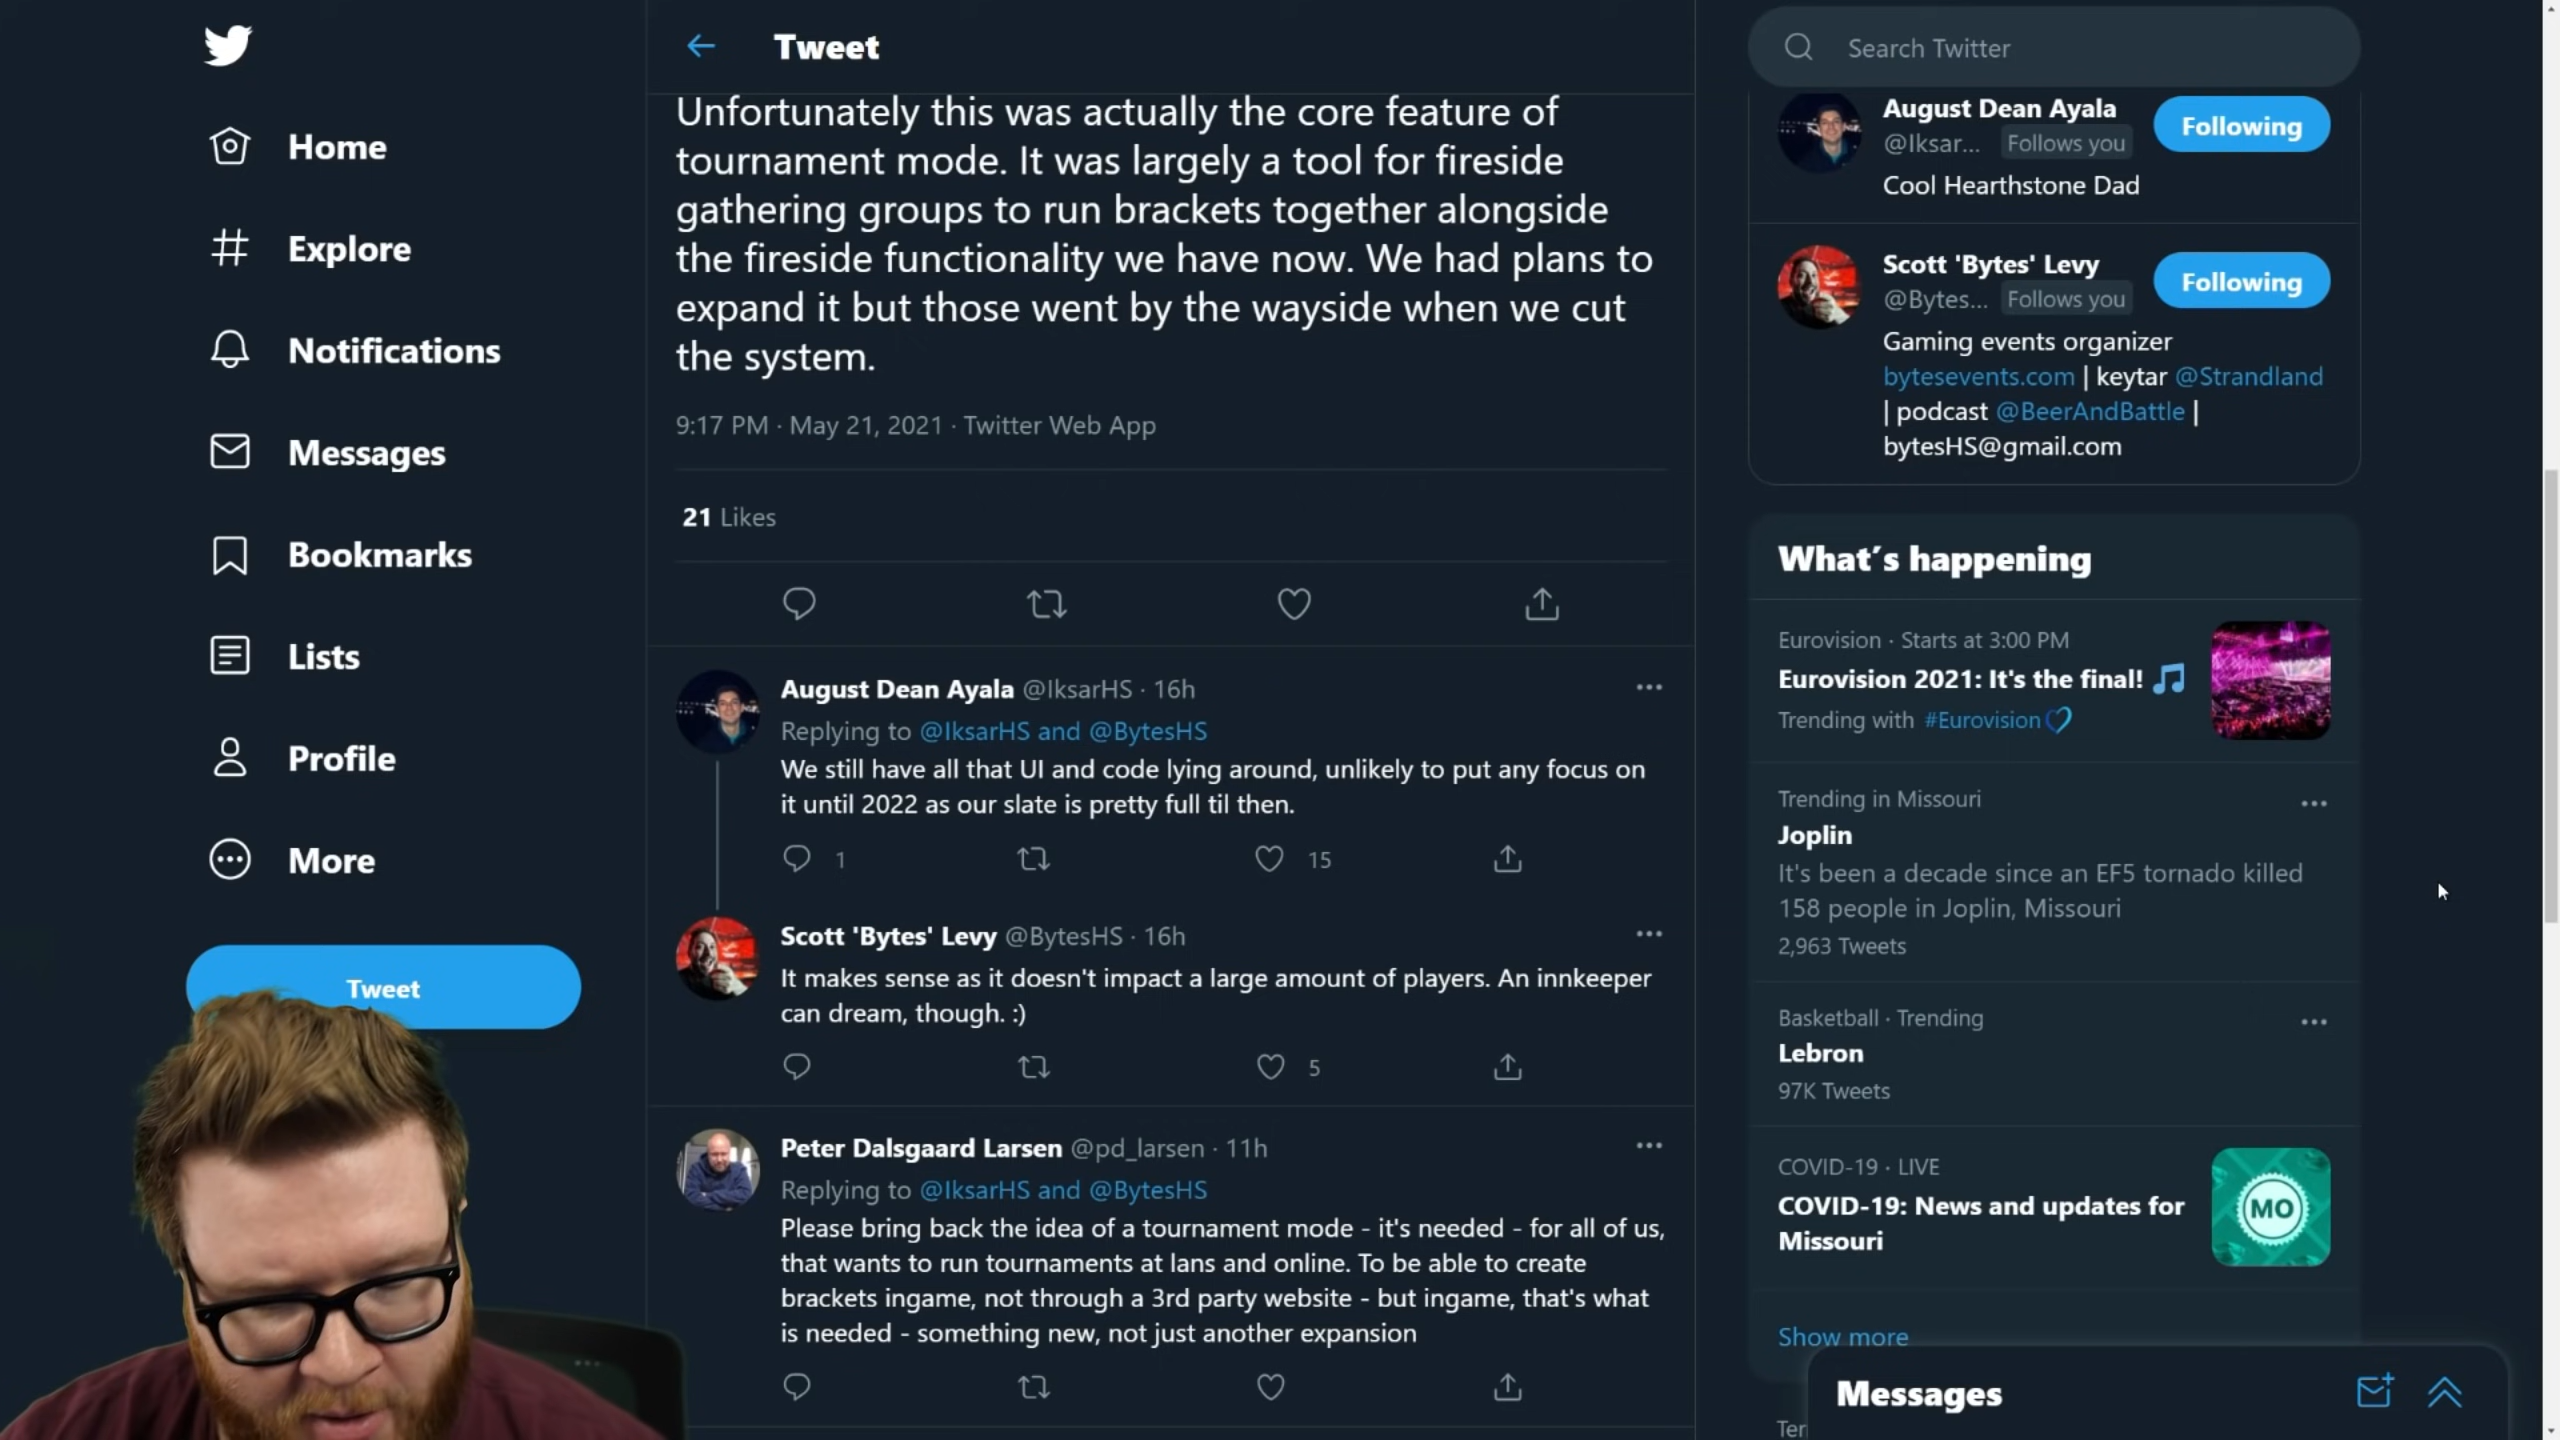 Home
Explore
Notifications
Messages
Bookmarks
Lists
Profile
More
Tweet
Tweet
Unfortunately this was actually the core feature of
tournament mode. It was largely a tool for fireside
gathering groups to run brackets together alongside
the fireside functionality we have now. We had plans to
expand it but those went by the wayside when we cut
the system.
9:17 PM · May 21, 2021 · Twitter Web App
21 Likes
August Dean Ayala @IksarHS · 16h
Replying to @IksarHS and @BytesHS
We still have all that UI and code lying around, unlikely to put any focus on
it until 2022 as our slate is pretty full til then.
1
15
Scott 'Bytes' Levy @BytesHS · 16h
It makes sense as it doesn't impact a large amount of players. An innkeeper
can dream, though. :)
5
Peter Dalsgaard Larsen @pd_larsen · 11h
Replying to @IksarHS and @BytesHS
Please bring back the idea of a tournament mode - it's needed - for all of us,
that wants to run tournaments at lans and online. To be able to create
brackets ingame, not through a 3rd party website - but ingame, that's what
is needed - something new, not just another expansion
Search Twitter
August Dean Ayala
@Iksar... Follows you
Following
Cool Hearthstone Dad
Scott 'Bytes' Levy
@Bytes... Follows you
Following
Gaming events organizer
bytesevents.com | keytar @Strandland
| podcast @BeerAndBattle |
bytesHS@gmail.com
What's happening
Eurovision · Starts at 3:00 PM
Eurovision 2021: It's the final!
Trending with #Eurovision
Trending in Missouri
Joplin
It's been a decade since an EF5 tornado killed
158 people in Joplin, Missouri
2,963 Tweets
Basketball · Trending
Lebron
97K Tweets
COVID-19 · LIVE
COVID-19: News and updates for
Missouri
MO
Show more
Messages